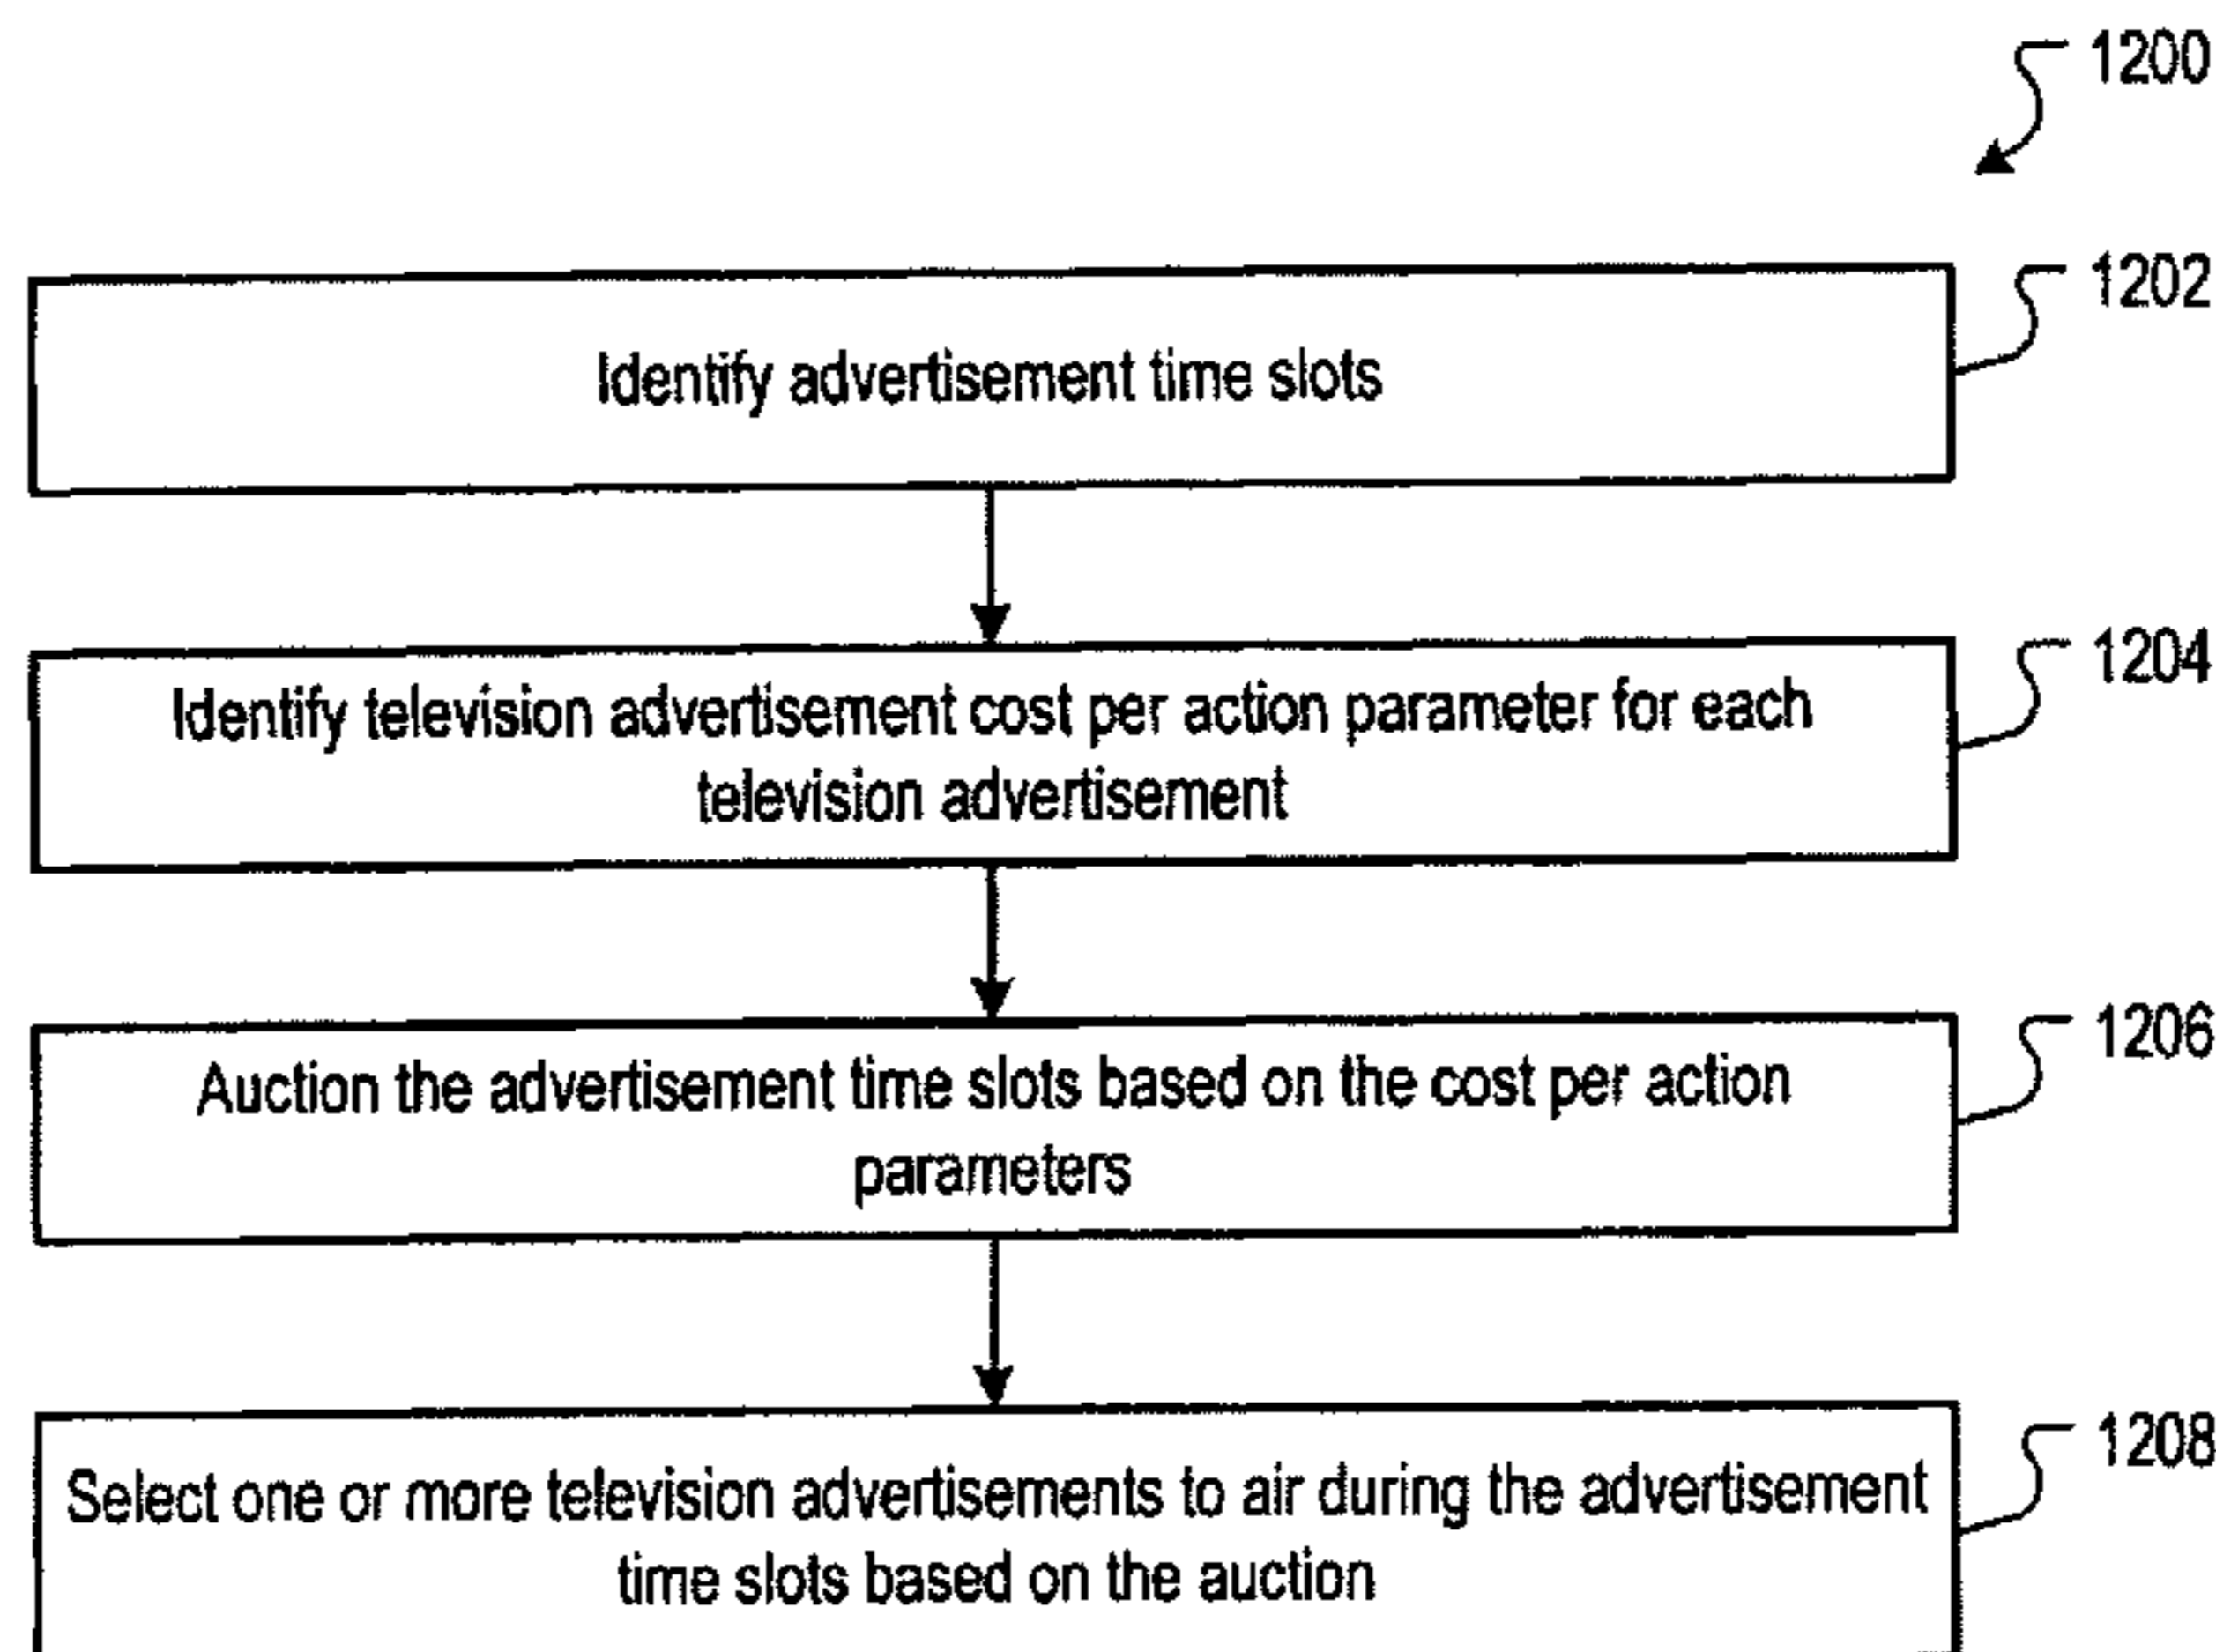 1200
1202
Identify advertisement time slots
1204
Identify television advertisement cost per action parameter for each
television advertisement
1206
Auction the advertisement time slots based on the cost per action
parameters
1208
Select one or more television advertisements to air during the advertisement
time slots based on the auction